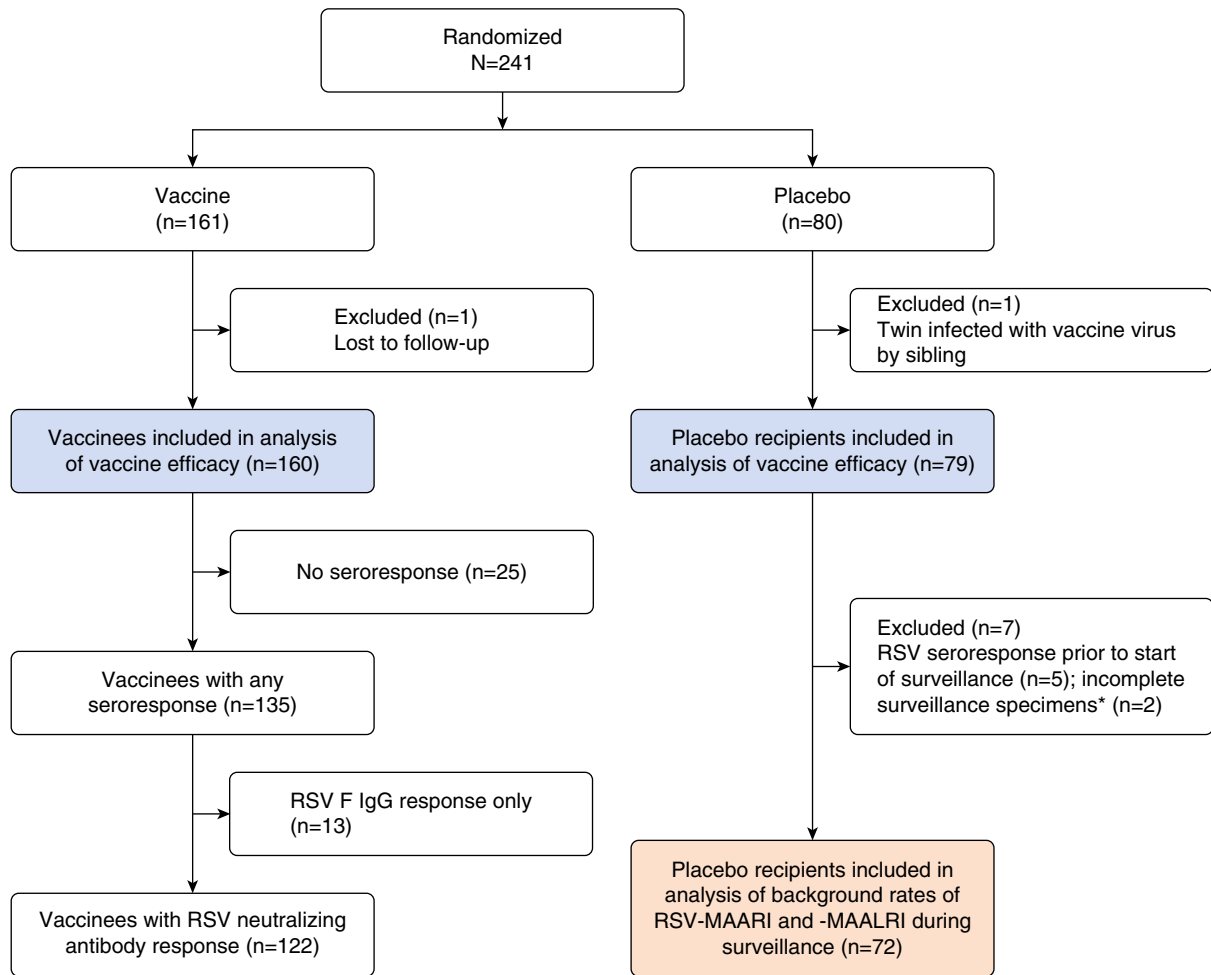 Randomized
N=241
Vaccine
(n=161)
Placebo
(n=80)
Excluded (n=1)
Lost to follow-up
Excluded (n=1)
Twin infected with vaccine virus
by sibling
Vaccinees included in analysis
of vaccine efficacy (n=160)
Placebo recipients included in
analysis of vaccine efficacy (n=79)
No seroresponse (n=25)
Excluded (n=7)
RSV seroresponse prior to start
of surveillance (n=5); incomplete
surveillance specimens* (n=2)
Vaccinees with any
seroresponse (n=135)
RSV F IgG response only
(n=13)
Placebo recipients included in
analysis of background rates of
RSV-MAARI and -MAALRI during
surveillance (n=72)
Vaccinees with RSV neutralizing
antibody response (n=122)